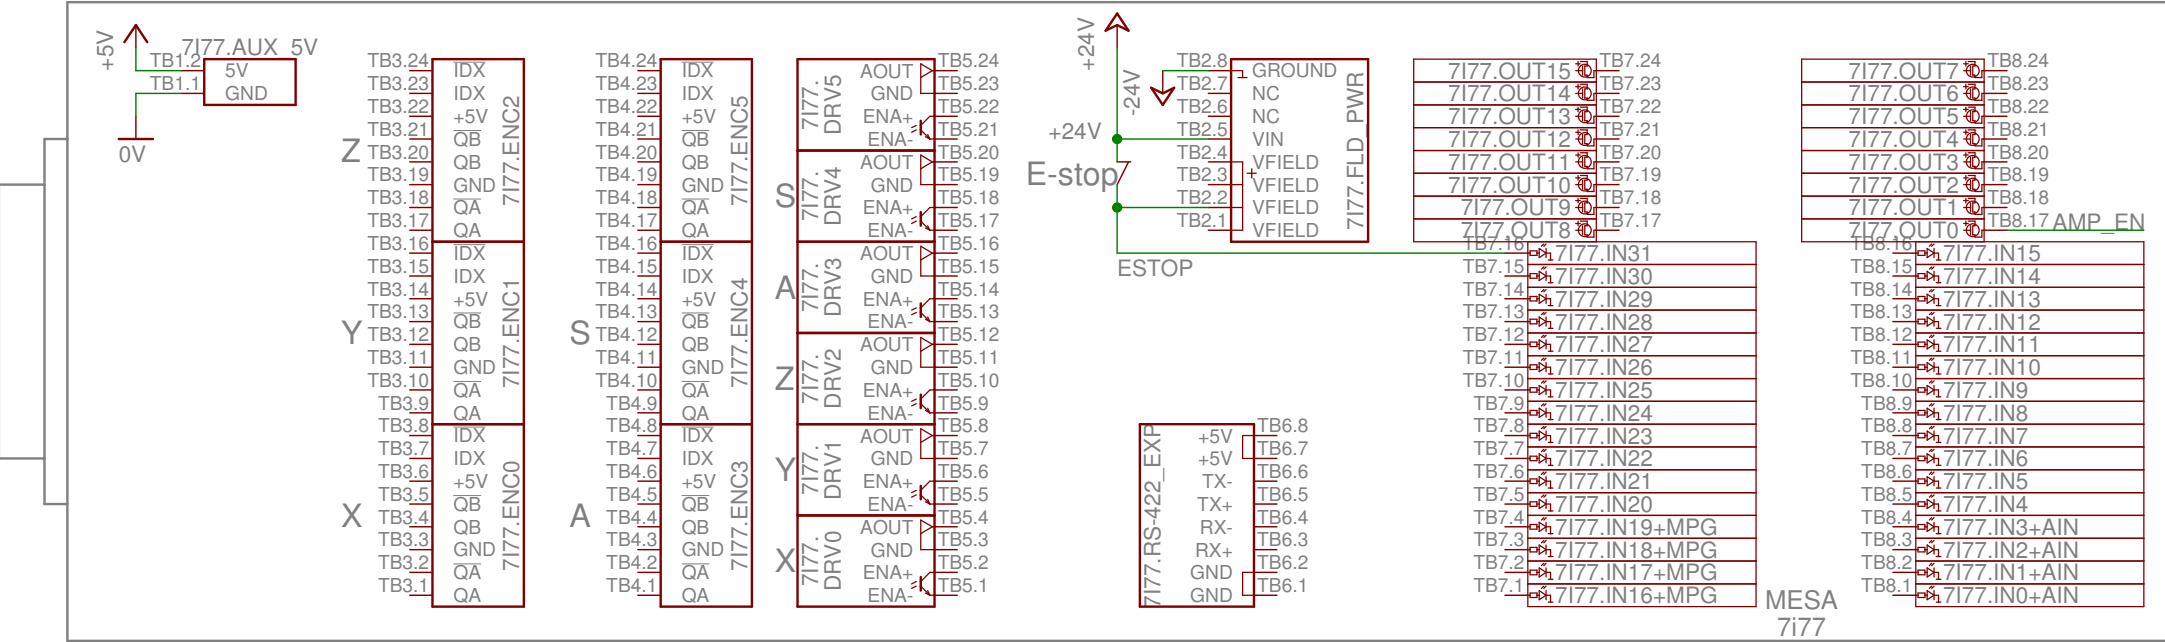 +5V
7I77.AUX 5V
TB1.2 5V
TB1.1 GND
0V
Z
7I77.ENC2
TB3.24 IDX
TB3.23 IDX
TB3.22 +5V
TB3.21 QB
TB3.20 QB
TB3.19 GND
TB3.18 QA
TB3.17 QA
Y
7I77.ENC1
TB3.16 IDX
TB3.15 IDX
TB3.14 +5V
TB3.13 QB
TB3.12 QB
TB3.11 GND
TB3.10 QA
TB3.9 QA
X
7I77.ENC0
TB3.8 IDX
TB3.7 IDX
TB3.6 +5V
TB3.5 QB
TB3.4 QB
TB3.3 GND
TB3.2 QA
TB3.1 QA
7I77.ENC5
TB4.24 IDX
TB4.23 IDX
TB4.22 +5V
TB4.21 QB
TB4.20 QB
TB4.19 GND
TB4.18 QA
TB4.17 QA
S
7I77.ENC4
TB4.16 IDX
TB4.15 IDX
TB4.14 +5V
TB4.13 QB
TB4.12 QB
TB4.11 GND
TB4.10 QA
TB4.9 QA
A
7I77.ENC3
TB4.8 IDX
TB4.7 IDX
TB4.6 +5V
TB4.5 QB
TB4.4 QB
TB4.3 GND
TB4.2 QA
TB4.1 QA
7I77.
DRV5
AOUT TB5.24
GND TB5.23
ENA+ TB5.22
ENA- TB5.21
S
7I77.
DRV4
AOUT TB5.20
GND TB5.19
ENA+ TB5.18
ENA- TB5.17
A
7I77.
DRV3
AOUT TB5.16
GND TB5.15
ENA+ TB5.14
ENA- TB5.13
Z
7I77.
DRV2
AOUT TB5.12
GND TB5.11
ENA+ TB5.10
ENA- TB5.9
Y
7I77.
DRV1
AOUT TB5.8
GND TB5.7
ENA+ TB5.6
ENA- TB5.5
X
7I77.
DRV0
AOUT TB5.4
GND TB5.3
ENA+ TB5.2
ENA- TB5.1
+24V
-24V
+24V
E-stop
ESTOP
7I77.FLD_PWR
TB2.8 GROUND
TB2.7 NC
TB2.6 NC
TB2.5 VIN
TB2.4 VFIELD
TB2.3 VFIELD
TB2.2 VFIELD
TB2.1 VFIELD
7I77.RS-422_EXP
+5V TB6.8
+5V TB6.7
TX- TB6.6
TX+ TB6.5
RX- TB6.4
RX+ TB6.3
GND TB6.2
GND TB6.1
7I77.OUT15 TB7.24
7I77.OUT14 TB7.23
7I77.OUT13 TB7.22
7I77.OUT12 TB7.21
7I77.OUT11 TB7.20
7I77.OUT10 TB7.19
7I77.OUT9 TB7.18
7I77.OUT8 TB7.17
TB7.16 7I77.IN31
TB7.15 7I77.IN30
TB7.14 7I77.IN29
TB7.13 7I77.IN28
TB7.12 7I77.IN27
TB7.11 7I77.IN26
TB7.10 7I77.IN25
TB7.9 7I77.IN24
TB7.8 7I77.IN23
TB7.7 7I77.IN22
TB7.6 7I77.IN21
TB7.5 7I77.IN20
TB7.4 7I77.IN19+MPG
TB7.3 7I77.IN18+MPG
TB7.2 7I77.IN17+MPG
TB7.1 7I77.IN16+MPG
7I77.OUT7 TB8.24
7I77.OUT6 TB8.23
7I77.OUT5 TB8.22
7I77.OUT4 TB8.21
7I77.OUT3 TB8.20
7I77.OUT2 TB8.19
7I77.OUT1 TB8.18
7I77.OUT0 TB8.17 AMP_EN
TB8.16 7I77.IN15
TB8.15 7I77.IN14
TB8.14 7I77.IN13
TB8.13 7I77.IN12
TB8.12 7I77.IN11
TB8.11 7I77.IN10
TB8.10 7I77.IN9
TB8.9 7I77.IN8
TB8.8 7I77.IN7
TB8.7 7I77.IN6
TB8.6 7I77.IN5
TB8.5 7I77.IN4
TB8.4 7I77.IN3+AIN
TB8.3 7I77.IN2+AIN
TB8.2 7I77.IN1+AIN
TB8.1 7I77.IN0+AIN
MESA
7i77